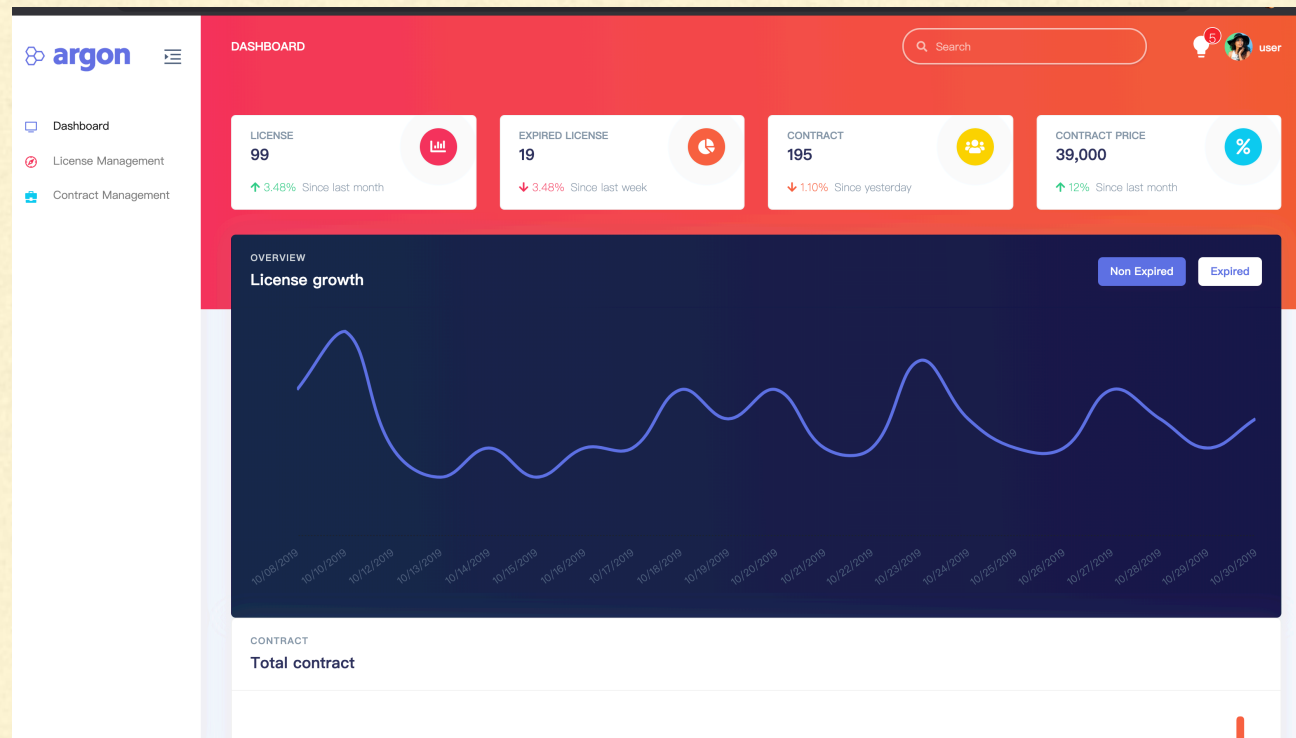 argon
DASHBOARD
Search
5
user
Dashboard
License Management
Contract Management
LICENSE
99
3.48% Since last month
EXPIRED LICENSE
19
3.48% Since last week
CONTRACT
195
1.10% Since yesterday
CONTRACT PRICE
39,000
12% Since last month
OVERVIEW
License growth
Non Expired
Expired
10/08/2019
10/10/2019
10/12/2019
10/13/2019
10/14/2019
10/15/2019
10/16/2019
10/17/2019
10/18/2019
10/19/2019
10/20/2019
10/21/2019
10/22/2019
10/23/2019
10/24/2019
10/25/2019
10/26/2019
10/27/2019
10/28/2019
10/29/2019
10/30/2019
CONTRACT
Total contract